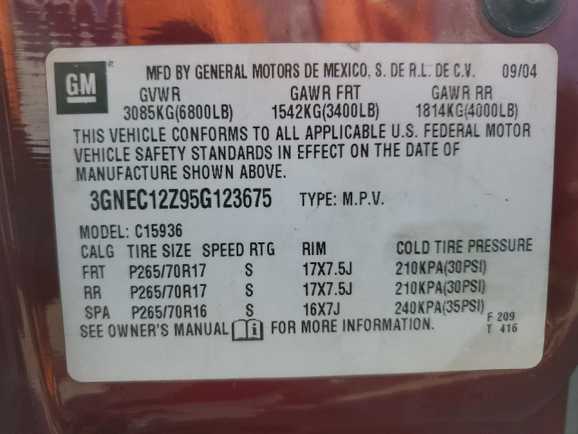 GM
MFD BY GENERAL MOTORS DE MEXICO, S. DE R.L. DE C.V. 09/04
GVWR GAWR FRT GAWR RR
3085KG(6800LB) 1542KG(3400LB) 1814KG(4000LB)
THIS VEHICLE CONFORMS TO ALL APPLICABLE U.S. FEDERAL MOTOR
VEHICLE SAFETY STANDARDS IN EFFECT ON THE DATE OF
MANUFACTURE SHOWN ABOVE.
3GNEC12Z95G123675 TYPE: M.P.V.
MODEL: C15936
CALG TIRE SIZE SPEED RTG RIM COLD TIRE PRESSURE
FRT P265/70R17 S 17X7.5J 210KPA(30PSI)
RR P265/70R17 S 17X7.5J 210KPA(30PSI)
SPA P265/70R16 S 16X7J 240KPA(35PSI)
SEE OWNER'S MANUAL i FOR MORE INFORMATION.
F 209
T 416